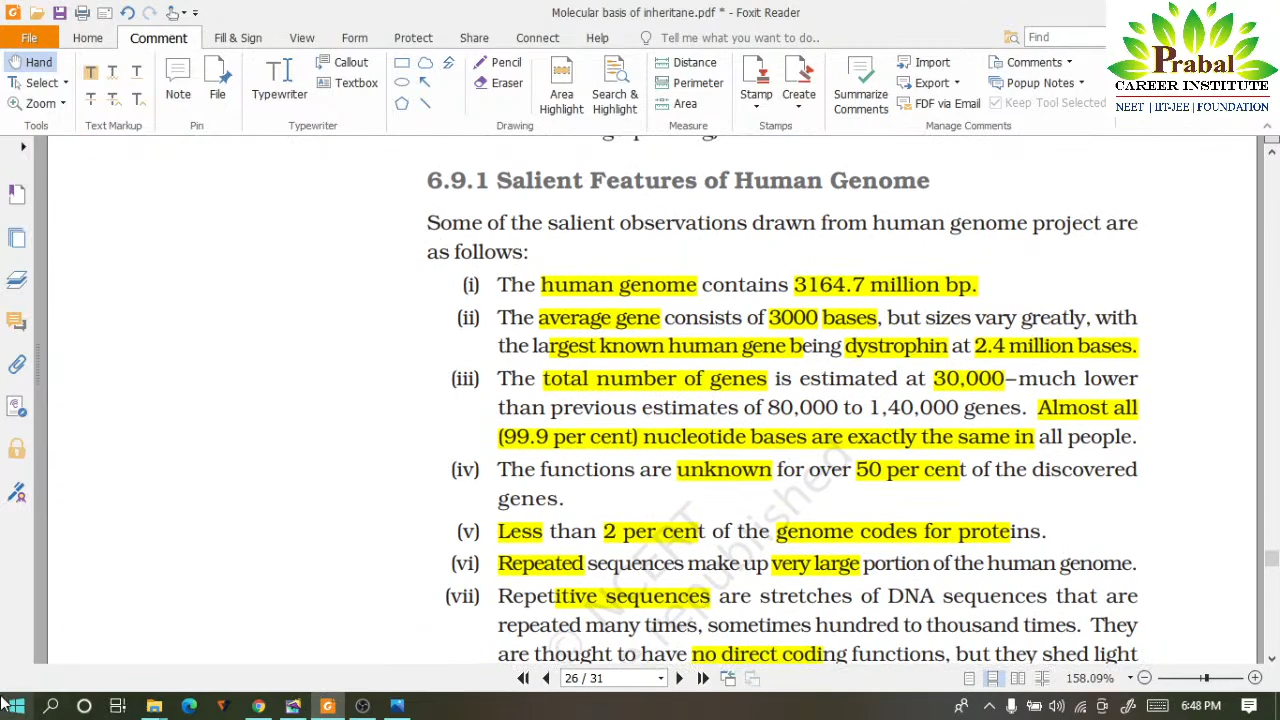 Molecular basis of inheritane.pdf * - Foxit Reader
File Home Comment Fill & Sign View Form Protect Share Connect Help Tell me what you want to do.. Find
Hand
Select
Zoom
Tools
Text Markup
Note
File
Pin
Typewriter
Callout
Textbox
Typewriter
Pencil
Eraser
Area Highlight
Search & Highlight
Drawing
Distance
Perimeter
Area
Measure
Stamp
Create
Stamps
Summarize Comments
Import
Export
FDF via Email
Comments
Popup Notes
Keep Tool Selected
Manage Comments
Prabal
CAREER INSTITUTE
NEET | IIT-JEE | FOUNDATION
6.9.1 Salient Features of Human Genome
Some of the salient observations drawn from human genome project are
as follows:
(i) The human genome contains 3164.7 million bp.
(ii) The average gene consists of 3000 bases, but sizes vary greatly, with
the largest known human gene being dystrophin at 2.4 million bases.
(iii) The total number of genes is estimated at 30,000–much lower
than previous estimates of 80,000 to 1,40,000 genes. Almost all
(99.9 per cent) nucleotide bases are exactly the same in all people.
(iv) The functions are unknown for over 50 per cent of the discovered
genes.
(v) Less than 2 per cent of the genome codes for proteins.
(vi) Repeated sequences make up very large portion of the human genome.
(vii) Repetitive sequences are stretches of DNA sequences that are
repeated many times, sometimes hundred to thousand times. They
are thought to have no direct coding functions, but they shed light
© NCERT
republished
26 / 31
158.09%
6:48 PM